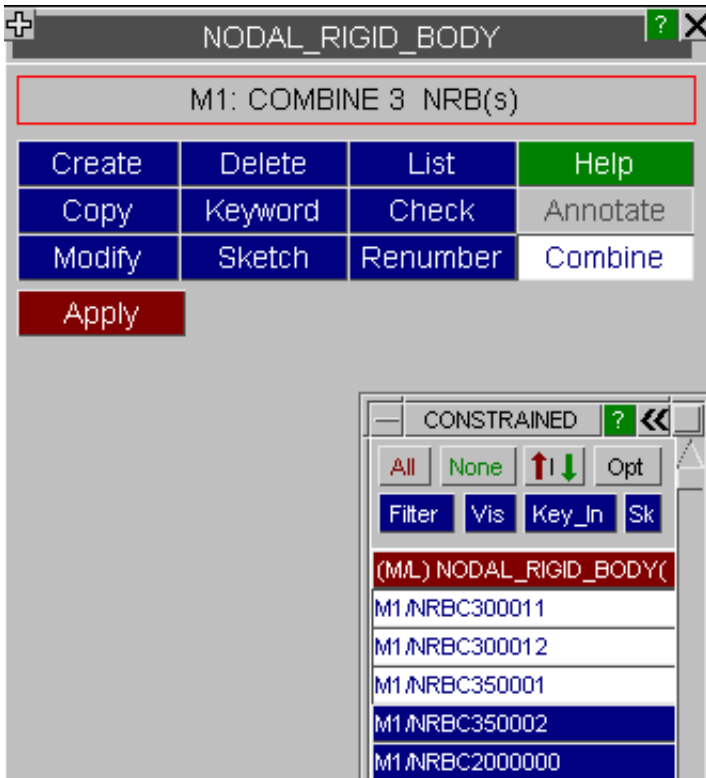 NODAL_RIGID_BODY ? X
M1: COMBINE 3 NRB(s)
Create Delete List Help
Copy Keyword Check Annotate
Modify Sketch Renumber Combine
Apply
CONSTRAINED ?
All None Opt
Filter Vis Key_In Sk
(M/L) NODAL_RIGID_BODY(
M1/NRBC300011
M1/NRBC300012
M1/NRBC350001
M1/NRBC350002
M1/NRBC2000000